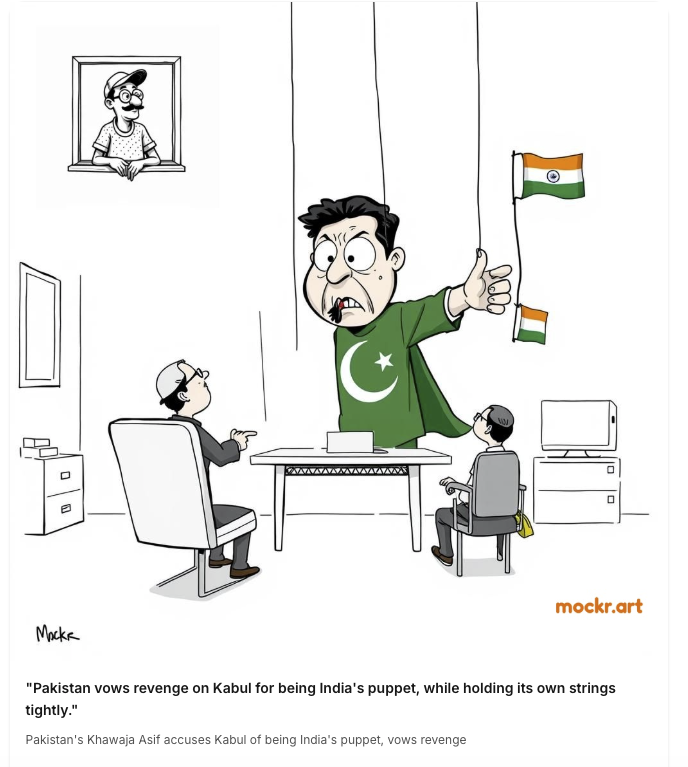 mockr.art
Mockr
"Pakistan vows revenge on Kabul for being India's puppet, while holding its own strings
tightly."
Pakistan's Khawaja Asif accuses Kabul of being India's puppet, vows revenge